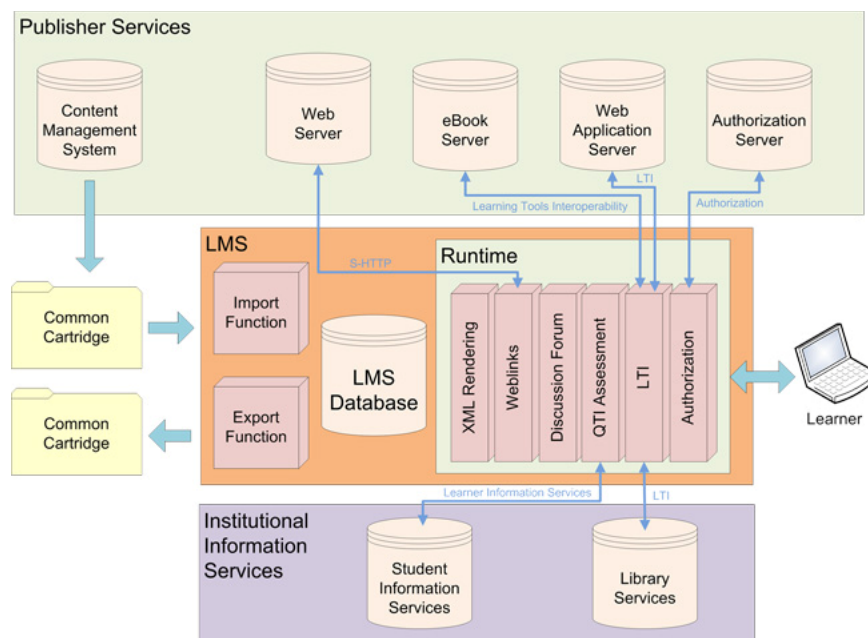 Publisher Services
Content
Management
System
Web
Server
eBook
Server
Web
Application
Server
Authorization
Server
LTI
Learning Tools Interoperability
Authorization
LMS
S-HTTP
Runtime
Common
Cartridge
Import
Function
LMS
Database
XML Rendering
Weblinks
Discussion Forum
QTI Assessment
LTI
Authorization
Learner
Common
Cartridge
Export
Function
Learner Information Services
LTI
Institutional
Information
Services
Student
Information
Services
Library
Services